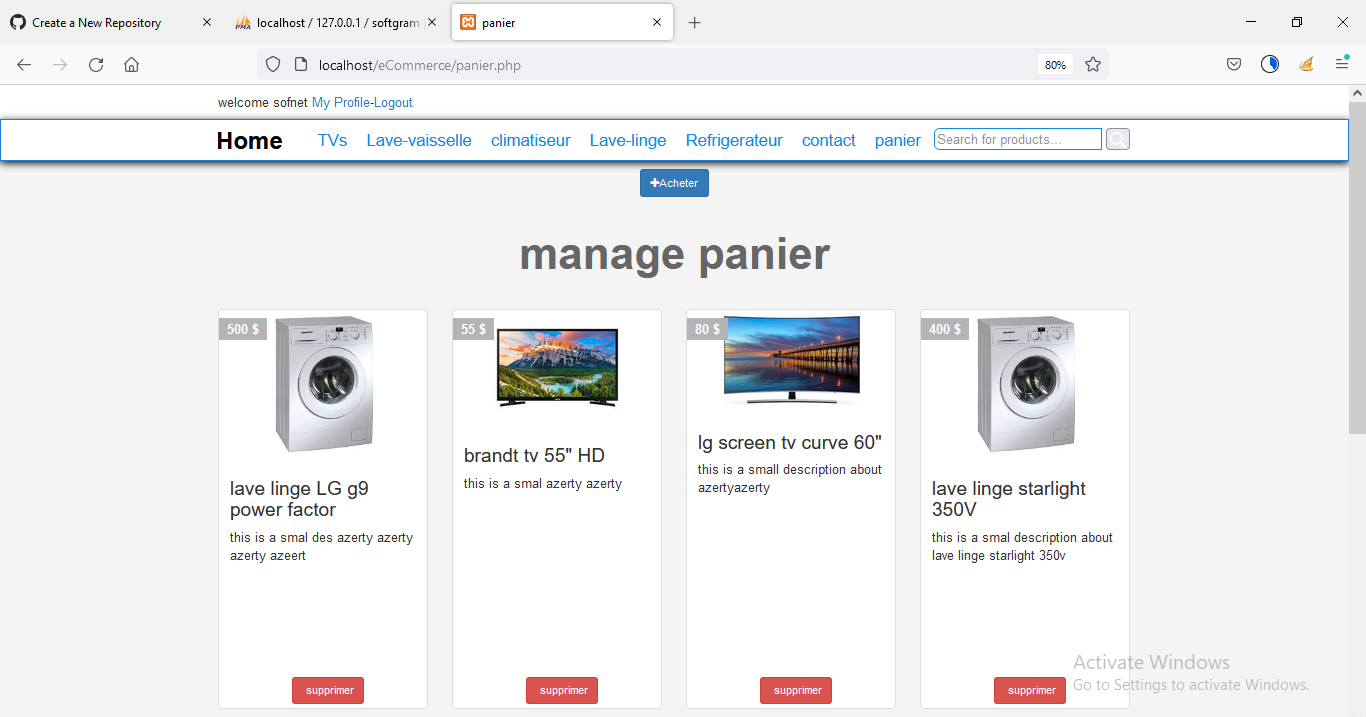 Create a New Repository
localhost / 127.0.0.1 / softgram
panier
localhost/eCommerce/panier.php
80%
welcome sofnet My Profile-Logout
Home TVs Lave-vaisselle climatiseur Lave-linge Refrigerateur contact panier Search for products...
+Acheter
manage panier
500 $
lave linge LG g9
power factor
this is a smal des azerty azerty
azerty azeert
supprimer
55 $
brandt tv 55" HD
this is a smal azerty azerty
supprimer
80 $
lg screen tv curve 60"
this is a small description about
azertyazerty
supprimer
400 $
lave linge starlight
350V
this is a smal description about
lave linge starlight 350v
supprimer
Activate Windows
Go to Settings to activate Windows.